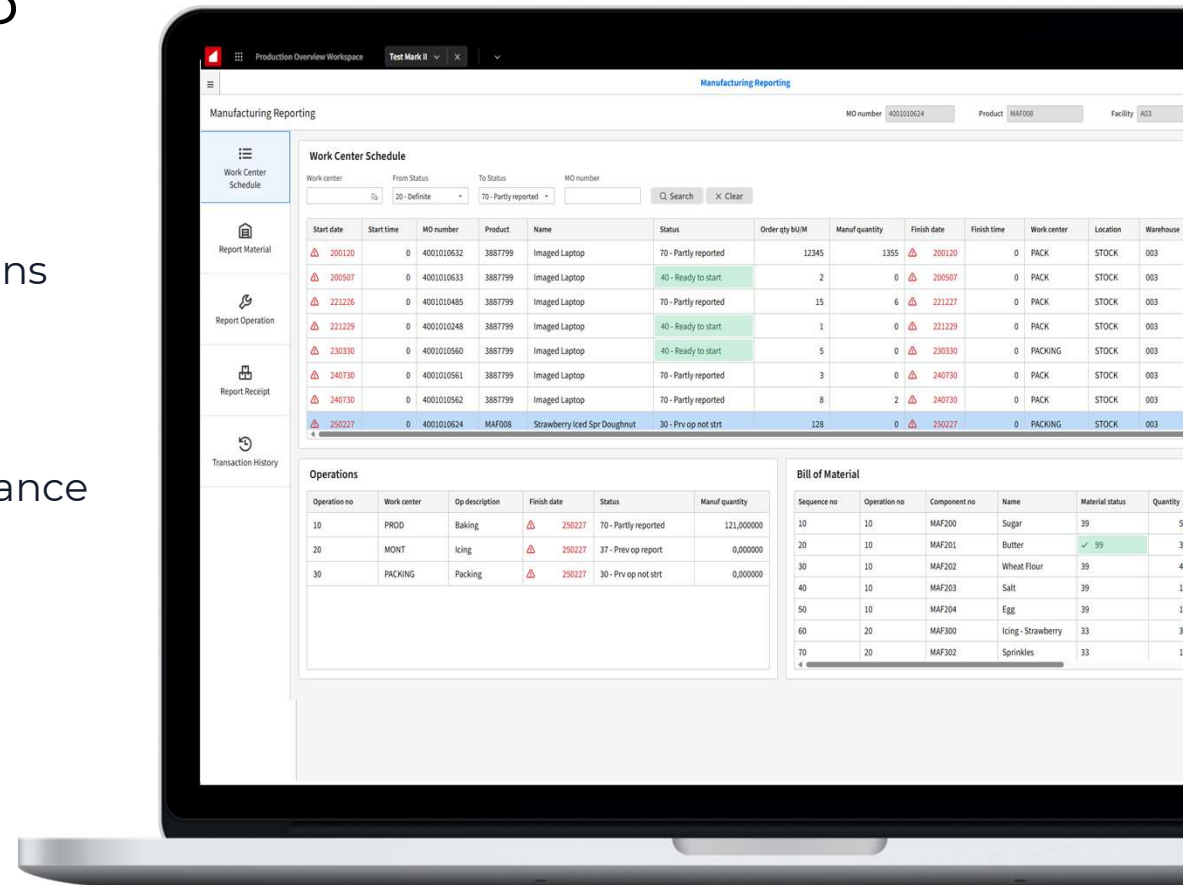 ns
ance
Production Overview Workspace Test Mark II
Manufacturing Reporting
Manufacturing Reporting MO number 4001010624 Product MAF008 Facility A03
Work Center
Schedule
Report Material
Report Operation
Report Receipt
Transaction History
Work Center Schedule
Work center From Status To Status MO number
20 - Definite 70 - Partly reported Search Clear
Start date Start time MO number Product Name Status Order qty bU/M Manuf quantity Finish date Finish time Work center Location Warehouse
200120 0 4001010632 3887799 Imaged Laptop 70 - Partly reported 12345 1355 200120 0 PACK STOCK 003
200507 0 4001010633 3887799 Imaged Laptop 40 - Ready to start 2 0 200507 0 PACK STOCK 003
221226 0 4001010485 3887799 Imaged Laptop 70 - Partly reported 15 6 221227 0 PACK STOCK 003
221229 0 4001010248 3887799 Imaged Laptop 40 - Ready to start 1 0 221229 0 PACK STOCK 003
230330 0 4001010560 3887799 Imaged Laptop 40 - Ready to start 5 0 230330 0 PACKING STOCK 003
240730 0 4001010561 3887799 Imaged Laptop 70 - Partly reported 3 0 240730 0 PACK STOCK 003
240730 0 4001010562 3887799 Imaged Laptop 70 - Partly reported 8 2 240730 0 PACK STOCK 003
250227 0 4001010624 MAF008 Strawberry Iced Spr Doughnut 30 - Prv op not strt 128 0 250227 0 PACKING STOCK 003
Operations
Operation no Work center Op description Finish date Status Manuf quantity
10 PROD Baking 250227 70 - Partly reported 121,000000
20 MONT Icing 250227 37 - Prev op report 0,000000
30 PACKING Packing 250227 30 - Prv op not strt 0,000000
Bill of Material
Sequence no Operation no Component no Name Material status Quantity
10 10 MAF200 Sugar 39 5
20 10 MAF201 Butter 99 3
30 10 MAF202 Wheat Flour 39 4
40 10 MAF203 Salt 39 1
50 10 MAF204 Egg 39 1
60 20 MAF300 Icing - Strawberry 33 3
70 20 MAF302 Sprinkles 33 1